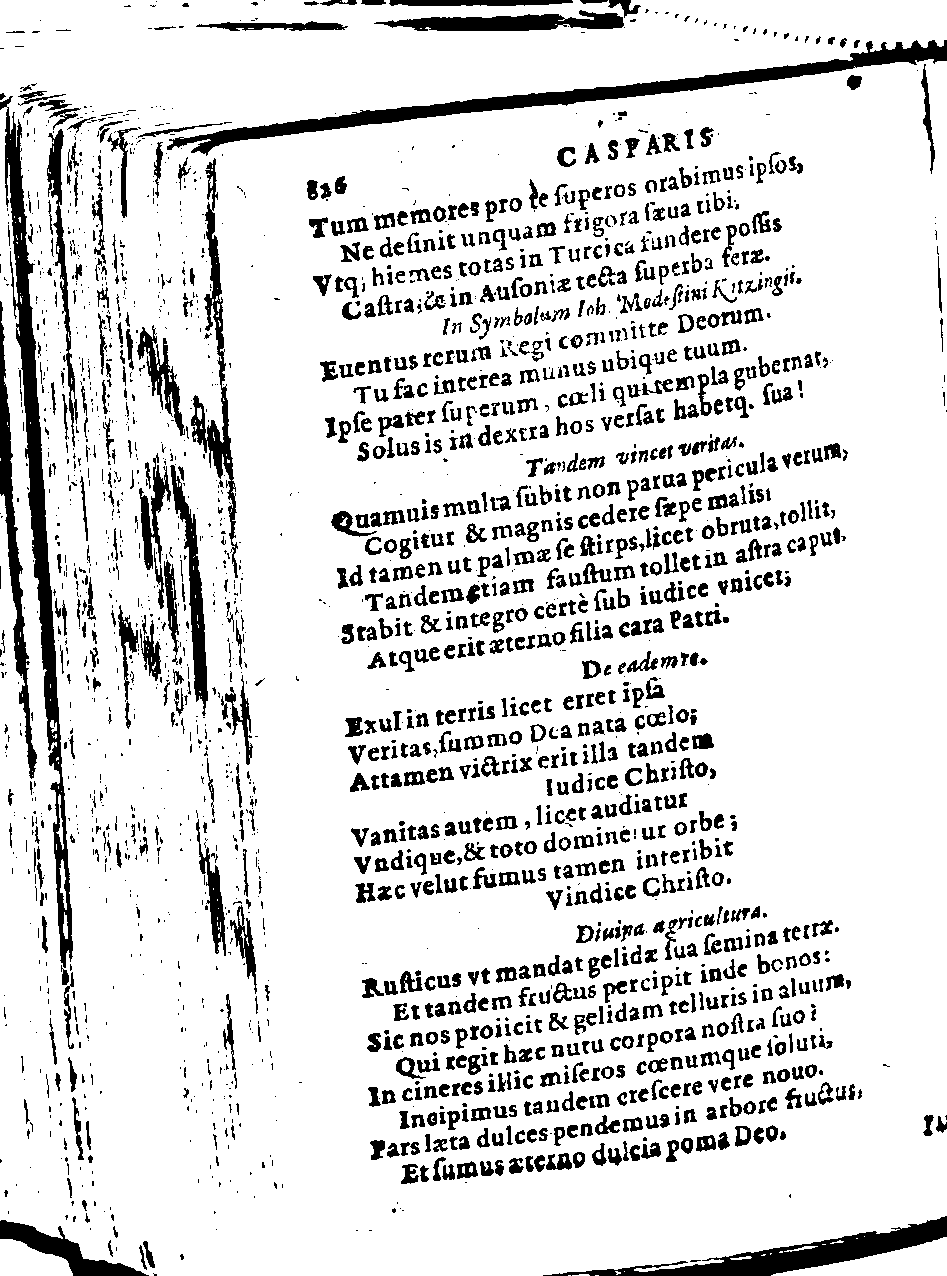 826 CASPARIS
Tum memores pro te ſuperos orabimus ipſos,
Ne deſinit unquam frigora ſæua tibi,
Vtq; hiemes totas in Turcica fundere poſſis
Caſtra, & in Auſoniæ tecta ſuperba feræ.
In Symbolum Ioh. Modeſtini Kitzingii.
Euentus rerum Regi committe Deorum.
Tu fac interea munus ubique tuum.
Ipſe pater ſuperum, cœli qui templa gubernat,
Solus is in dextra hos verſat habetq. ſua!
Tandem vincet veritas.
Quamuis multa ſubit non parua pericula verum,
Cogitur & magnis cedere ſæpe malis:
Id tamen ut palmæ ſe ſtirps, licet obruta, tollit,
Tandem etiam fauſtum tollet in aſtra caput.
Stabit & integro certè ſub iudice vnicet;
Atque erit æterno filia cara Patri.
De eadem re.
Exul in terris licet erret ipſa
Veritas, ſummo Dea nata cœlo;
Attamen victrix erit illa tandem
Iudice Chriſto,
Vanitas autem, licet audiatur
Vndique, & toto dominetur orbe;
Hæc velut fumus tamen interibit
Vindice Chriſto.
Diuina agricultura.
Ruſticus vt mandat gelidæ ſua ſemina terræ.
Et tandem fructus percipit inde bonos:
Sic nos proiicit & gelidam telluris in aluum,
Qui regit hæc nutu corpora noſtra ſuo:
In cineres illic miſeros cœnumque ſoluti,
Incipimus tandem creſcere vere nouo.
Pars læta dulces pendemus in arbore fructus,
Et ſumus æterno dulcia poma Deo.